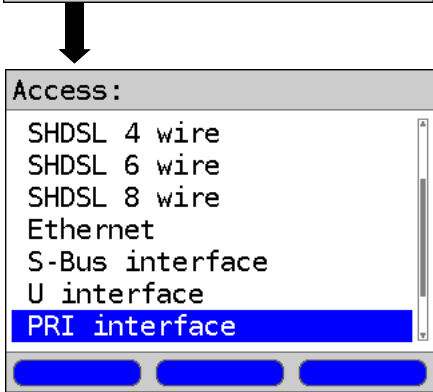 Access:
SHDSL 4 wire
SHDSL 6 wire
SHDSL 8 wire
Ethernet
S-Bus interface
U interface
PRI interface